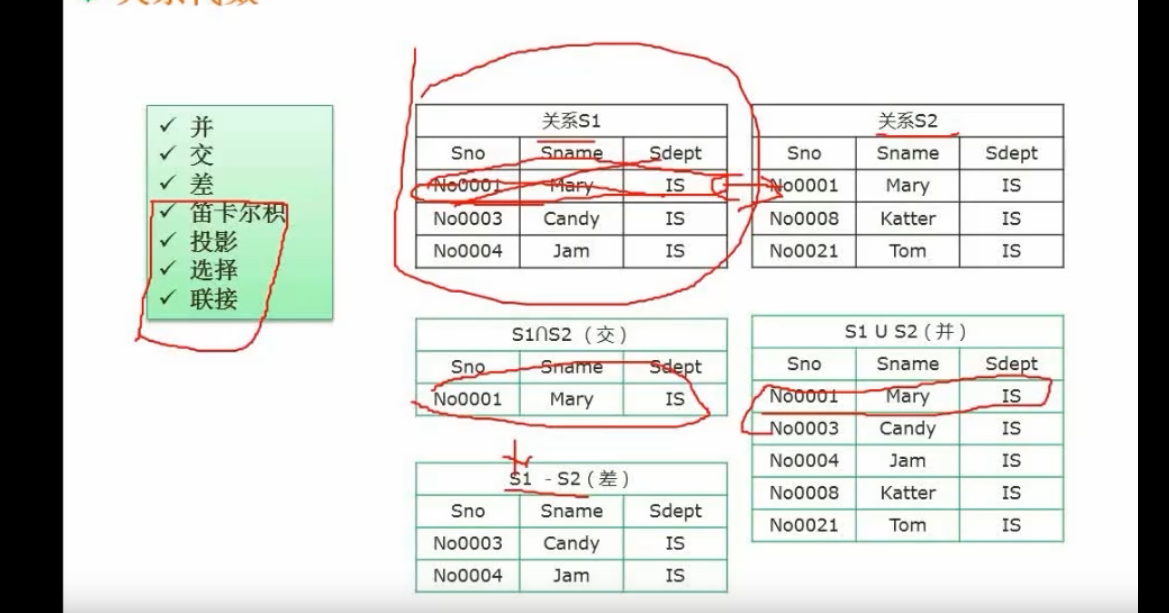 并
交
差
笛卡尔积
投影
选择
联接
关系S1
Sno Sname Sdept
No0001 Mary IS
No0003 Candy IS
No0004 Jam IS
关系S2
Sno Sname Sdept
No0001 Mary IS
No0008 Katter IS
No0021 Tom IS
S1∩S2（交）
Sno Sname Sdept
No0001 Mary IS
S1 U S2（并）
Sno Sname Sdept
No0001 Mary IS
No0003 Candy IS
No0004 Jam IS
No0008 Katter IS
No0021 Tom IS
S1 - S2（差）
Sno Sname Sdept
No0003 Candy IS
No0004 Jam IS